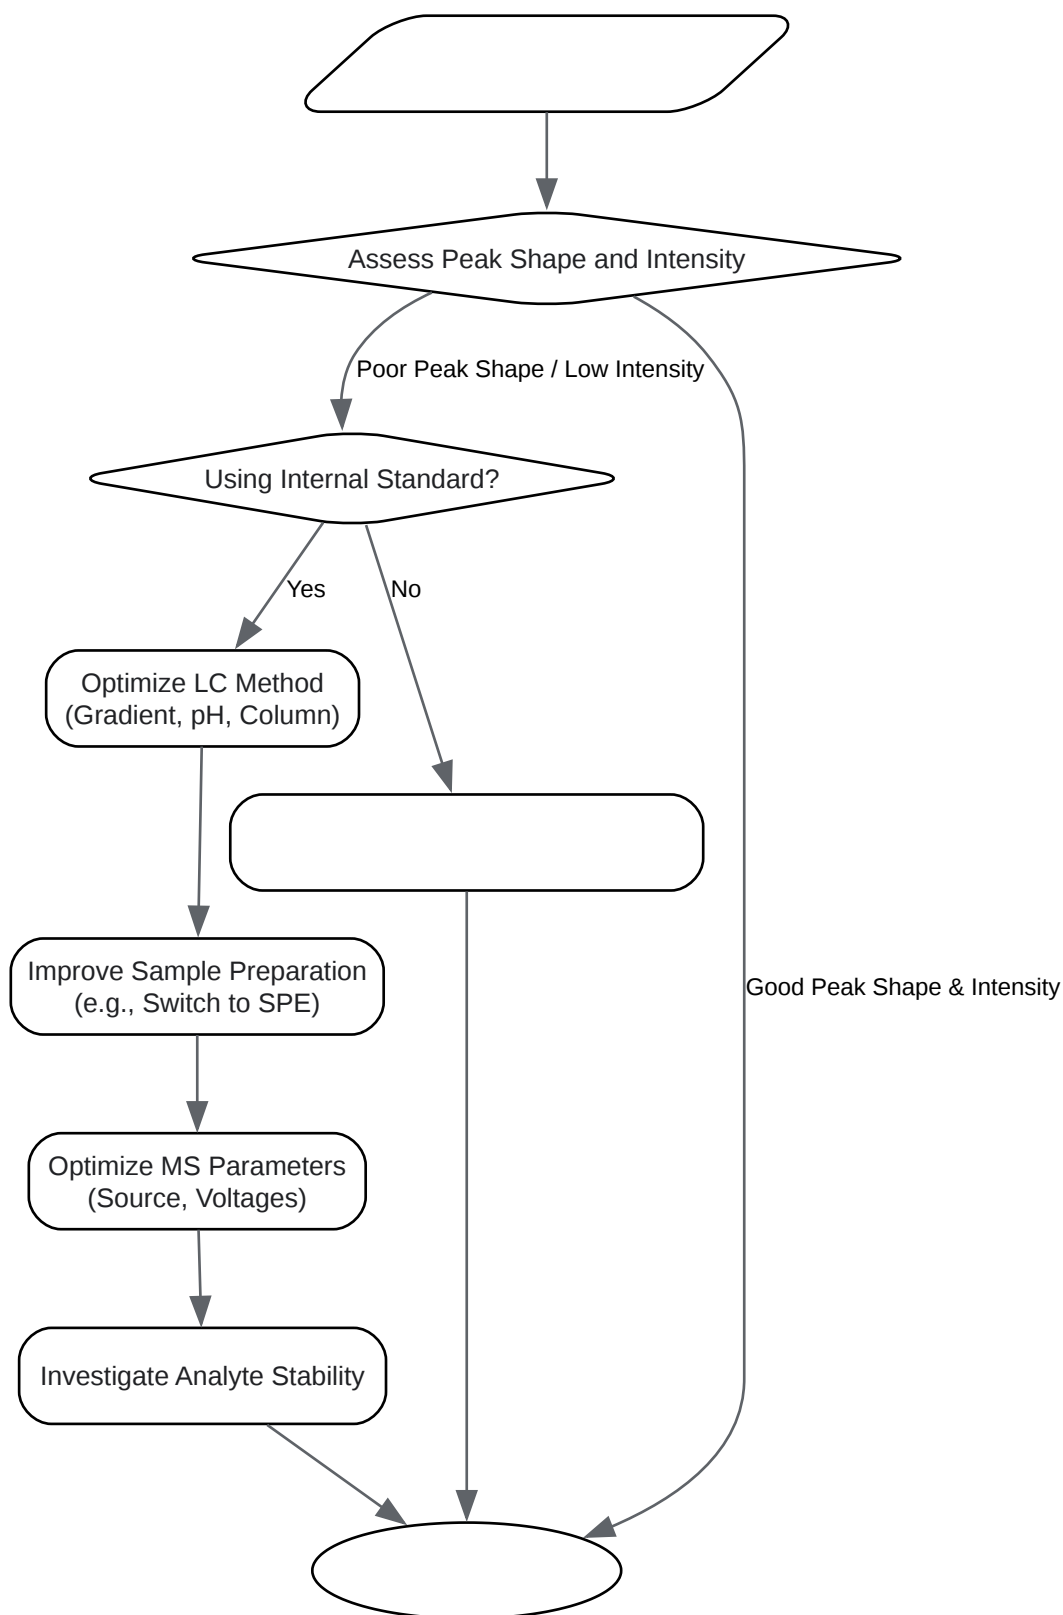 Assess Peak Shape and Intensity
Poor Peak Shape / Low Intensity
Using Internal Standard?
Yes
No
Optimize LC Method
(Gradient, pH, Column)
Improve Sample Preparation
(e.g., Switch to SPE)
Good Peak Shape & Intensity
Optimize MS Parameters
(Source, Voltages)
Investigate Analyte Stability